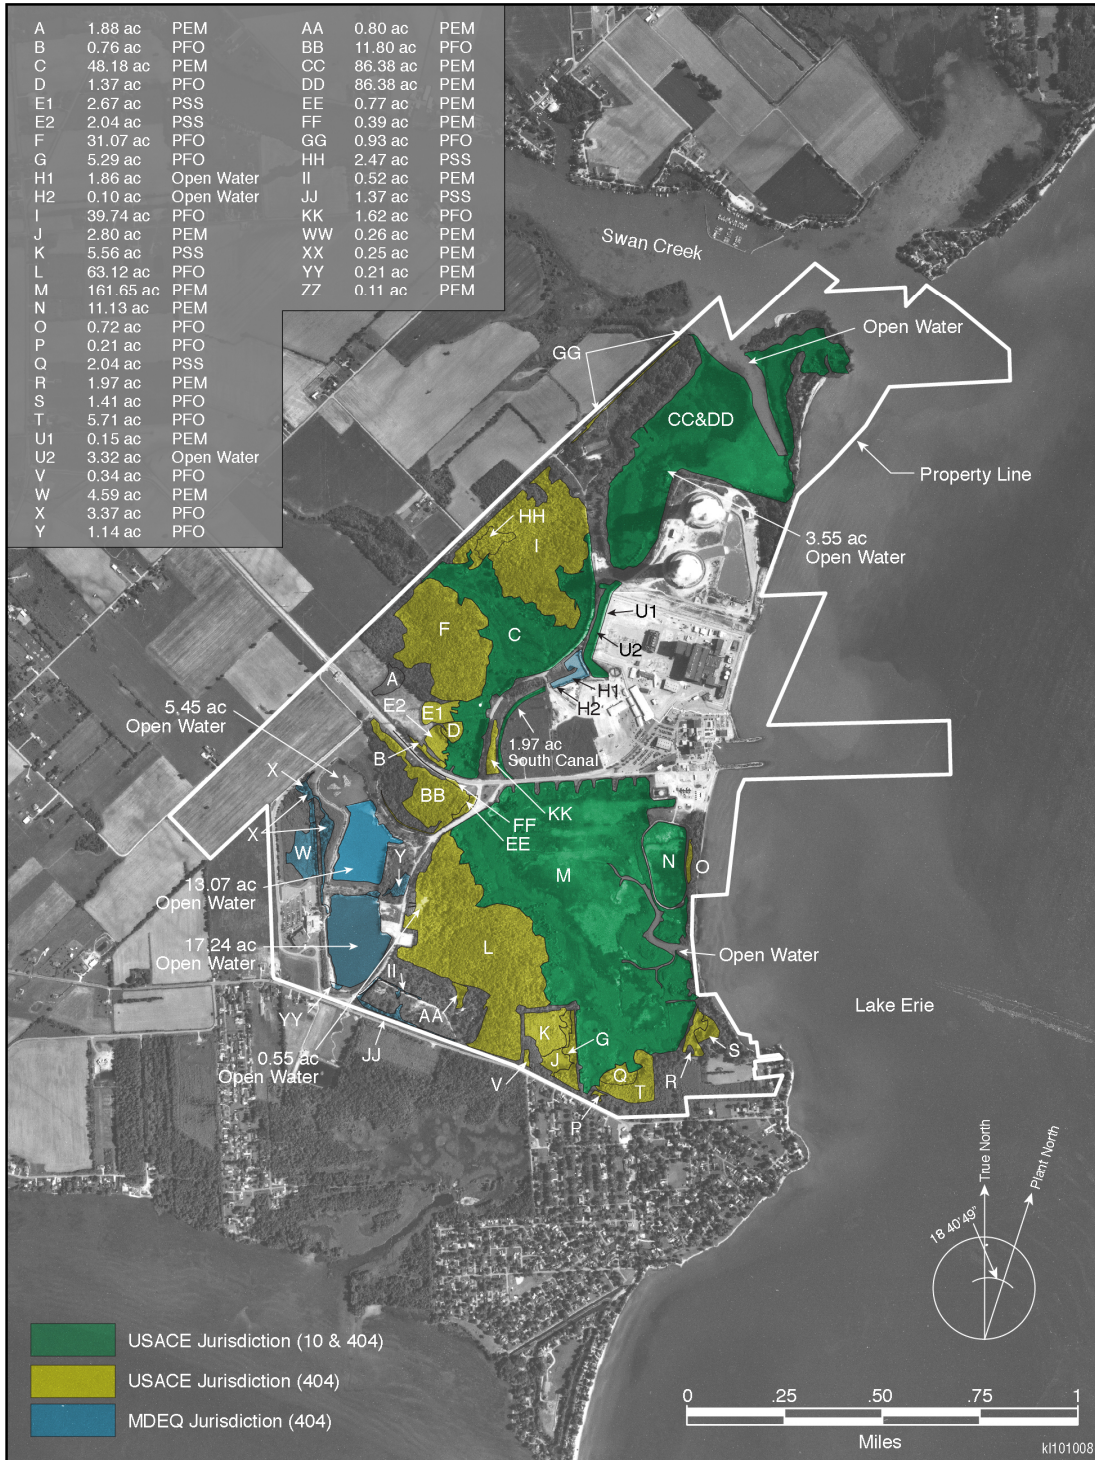 A 1.88 ac PEM
B 0.76 ac PFO
C 48.18 ac PEM
D 1.37 ac PFO
E1 2.67 ac PSS
E2 2.04 ac PSS
F 31.07 ac PFO
G 5.29 ac PFO
H1 1.86 ac Open Water
H2 0.10 ac Open Water
I 39.74 ac PFO
J 2.80 ac PEM
K 5.56 ac PSS
L 63.12 ac PFO
M 161.65 ac PEM
N 11.13 ac PEM
O 0.72 ac PFO
P 0.21 ac PFO
Q 2.04 ac PSS
R 1.97 ac PEM
S 1.41 ac PFO
T 5.71 ac PFO
U1 0.15 ac PEM
U2 3.32 ac Open Water
V 0.34 ac PFO
W 4.59 ac PEM
X 3.37 ac PFO
Y 1.14 ac PFO
AA 0.80 ac PEM
BB 11.80 ac PFO
CC 86.38 ac PEM
DD 86.38 ac PEM
EE 0.77 ac PEM
FF 0.39 ac PEM
GG 0.93 ac PFO
HH 2.47 ac PSS
II 0.52 ac PEM
JJ 1.37 ac PSS
KK 1.62 ac PFO
WW 0.26 ac PEM
XX 0.25 ac PEM
YY 0.21 ac PEM
ZZ 0.11 ac PEM
Swan Creek
Open Water
GG
CC&DD
Property Line
HH
I
3.55 ac
Open Water
U1
F
C
U2
A
H1
E2
H2
5.45 ac
Open Water
E1
D
1.97 ac
South Canal
B
X
BB
KK
FF
EE
X
W
Y
M
N
O
13.07 ac
Open Water
17.24 ac
Open Water
L
Open Water
II
AA
Lake Erie
YY
JJ
K
G
S
0.55 ac
Open Water
J
V
Q
R
T
P
True North
Plant North
18 40'49"
USACE Jurisdiction (10 & 404)
USACE Jurisdiction (404)
MDEQ Jurisdiction (404)
0 .25 .50 .75 1
Miles
kl101008